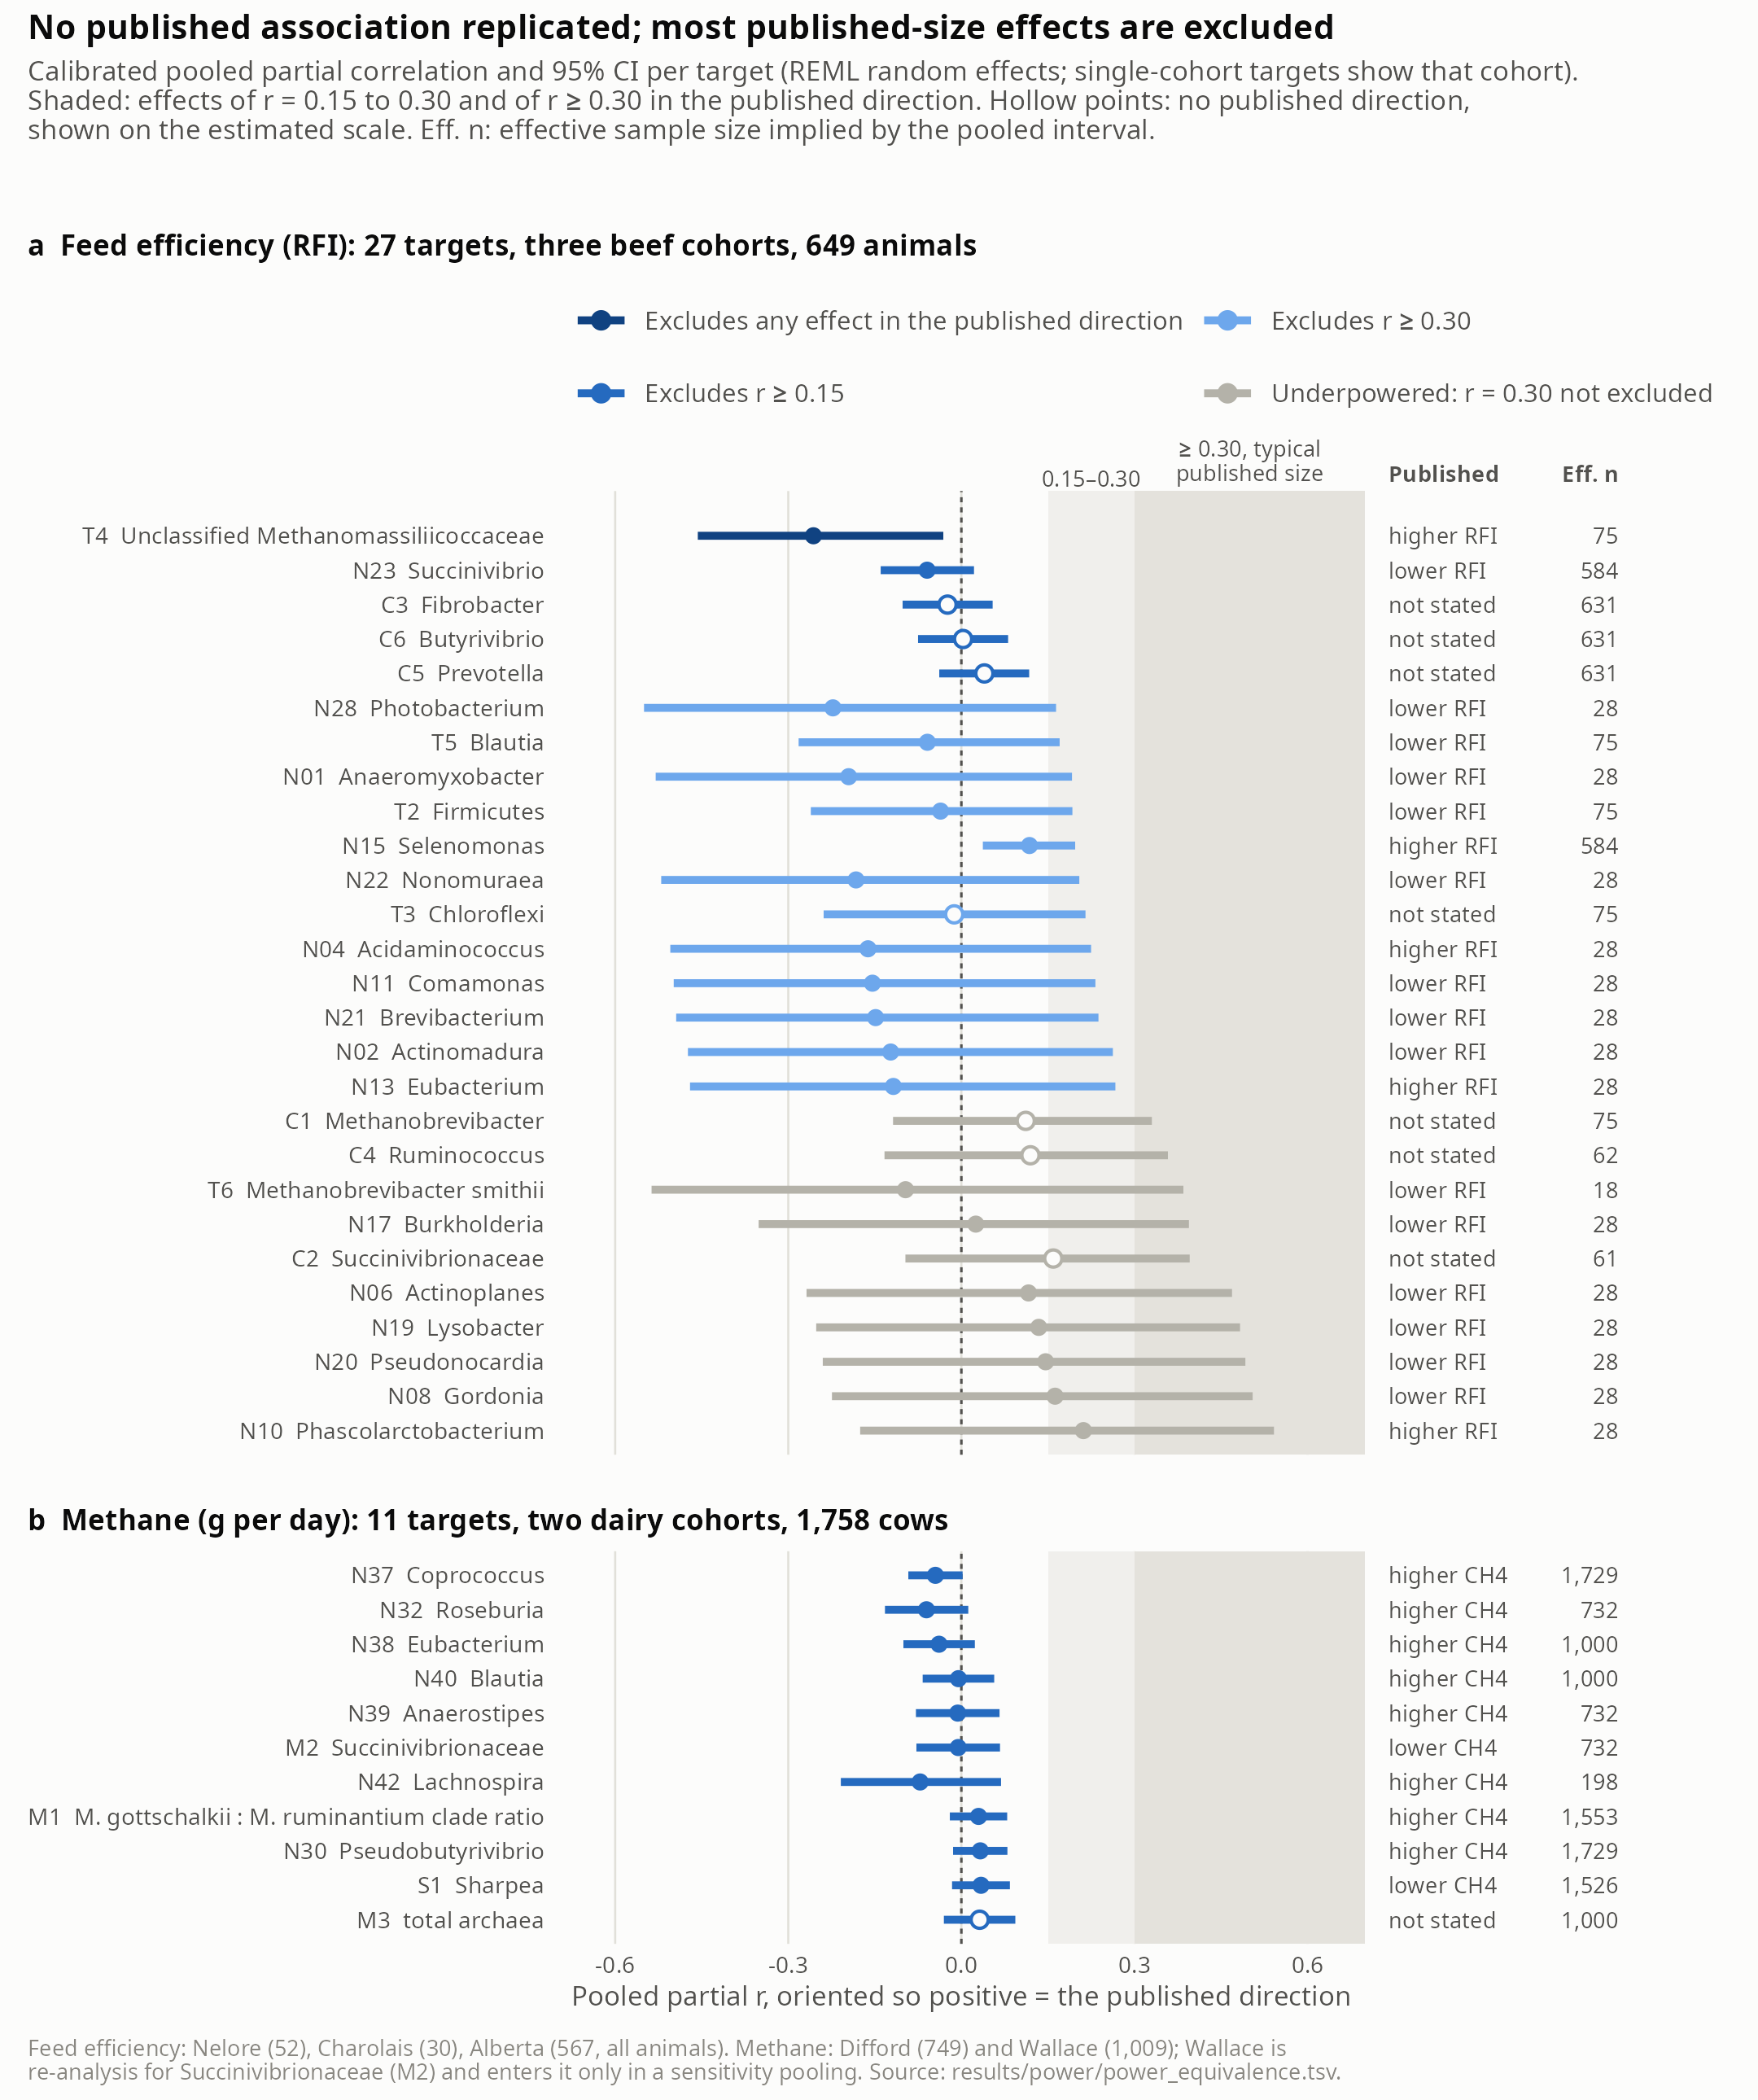 No published association replicated; most published-size effects are excluded
Calibrated pooled partial correlation and 95% CI per target (REML random effects; single-cohort targets show that cohort).
Shaded: effects of r = 0.15 to 0.30 and of r ≥ 0.30 in the published direction. Hollow points: no published direction,
shown on the estimated scale. Eff. n: effective sample size implied by the pooled interval.
a Feed efficiency (RFI): 27 targets, three beef cohorts, 649 animals
Excludes any effect in the published direction
Excludes r ≥ 0.30
Excludes r ≥ 0.15
Underpowered: r = 0.30 not excluded
0.15–0.30
≥ 0.30, typical
published size
Published Eff. n
T4 Unclassified Methanomassiliicoccaceae higher RFI 75
N23 Succinivibrio lower RFI 584
C3 Fibrobacter not stated 631
C6 Butyrivibrio not stated 631
C5 Prevotella not stated 631
N28 Photobacterium lower RFI 28
T5 Blautia lower RFI 75
N01 Anaeromyxobacter lower RFI 28
T2 Firmicutes lower RFI 75
N15 Selenomonas higher RFI 584
N22 Nonomuraea lower RFI 28
T3 Chloroflexi not stated 75
N04 Acidaminococcus higher RFI 28
N11 Comamonas lower RFI 28
N21 Brevibacterium lower RFI 28
N02 Actinomadura lower RFI 28
N13 Eubacterium higher RFI 28
C1 Methanobrevibacter not stated 75
C4 Ruminococcus not stated 62
T6 Methanobrevibacter smithii lower RFI 18
N17 Burkholderia lower RFI 28
C2 Succinivibrionaceae not stated 61
N06 Actinoplanes lower RFI 28
N19 Lysobacter lower RFI 28
N20 Pseudonocardia lower RFI 28
N08 Gordonia lower RFI 28
N10 Phascolarctobacterium higher RFI 28
b Methane (g per day): 11 targets, two dairy cohorts, 1,758 cows
N37 Coprococcus higher CH4 1,729
N32 Roseburia higher CH4 732
N38 Eubacterium higher CH4 1,000
N40 Blautia higher CH4 1,000
N39 Anaerostipes higher CH4 732
M2 Succinivibrionaceae lower CH4 732
N42 Lachnospira higher CH4 198
M1 M. gottschalkii : M. ruminantium clade ratio higher CH4 1,553
N30 Pseudobutyrivibrio higher CH4 1,729
S1 Sharpea lower CH4 1,526
M3 total archaea not stated 1,000
-0.6 -0.3 0.0 0.3 0.6
Pooled partial r, oriented so positive = the published direction
Feed efficiency: Nelore (52), Charolais (30), Alberta (567, all animals). Methane: Difford (749) and Wallace (1,009); Wallace is
re-analysis for Succinivibrionaceae (M2) and enters it only in a sensitivity pooling. Source: results/power/power_equivalence.tsv.